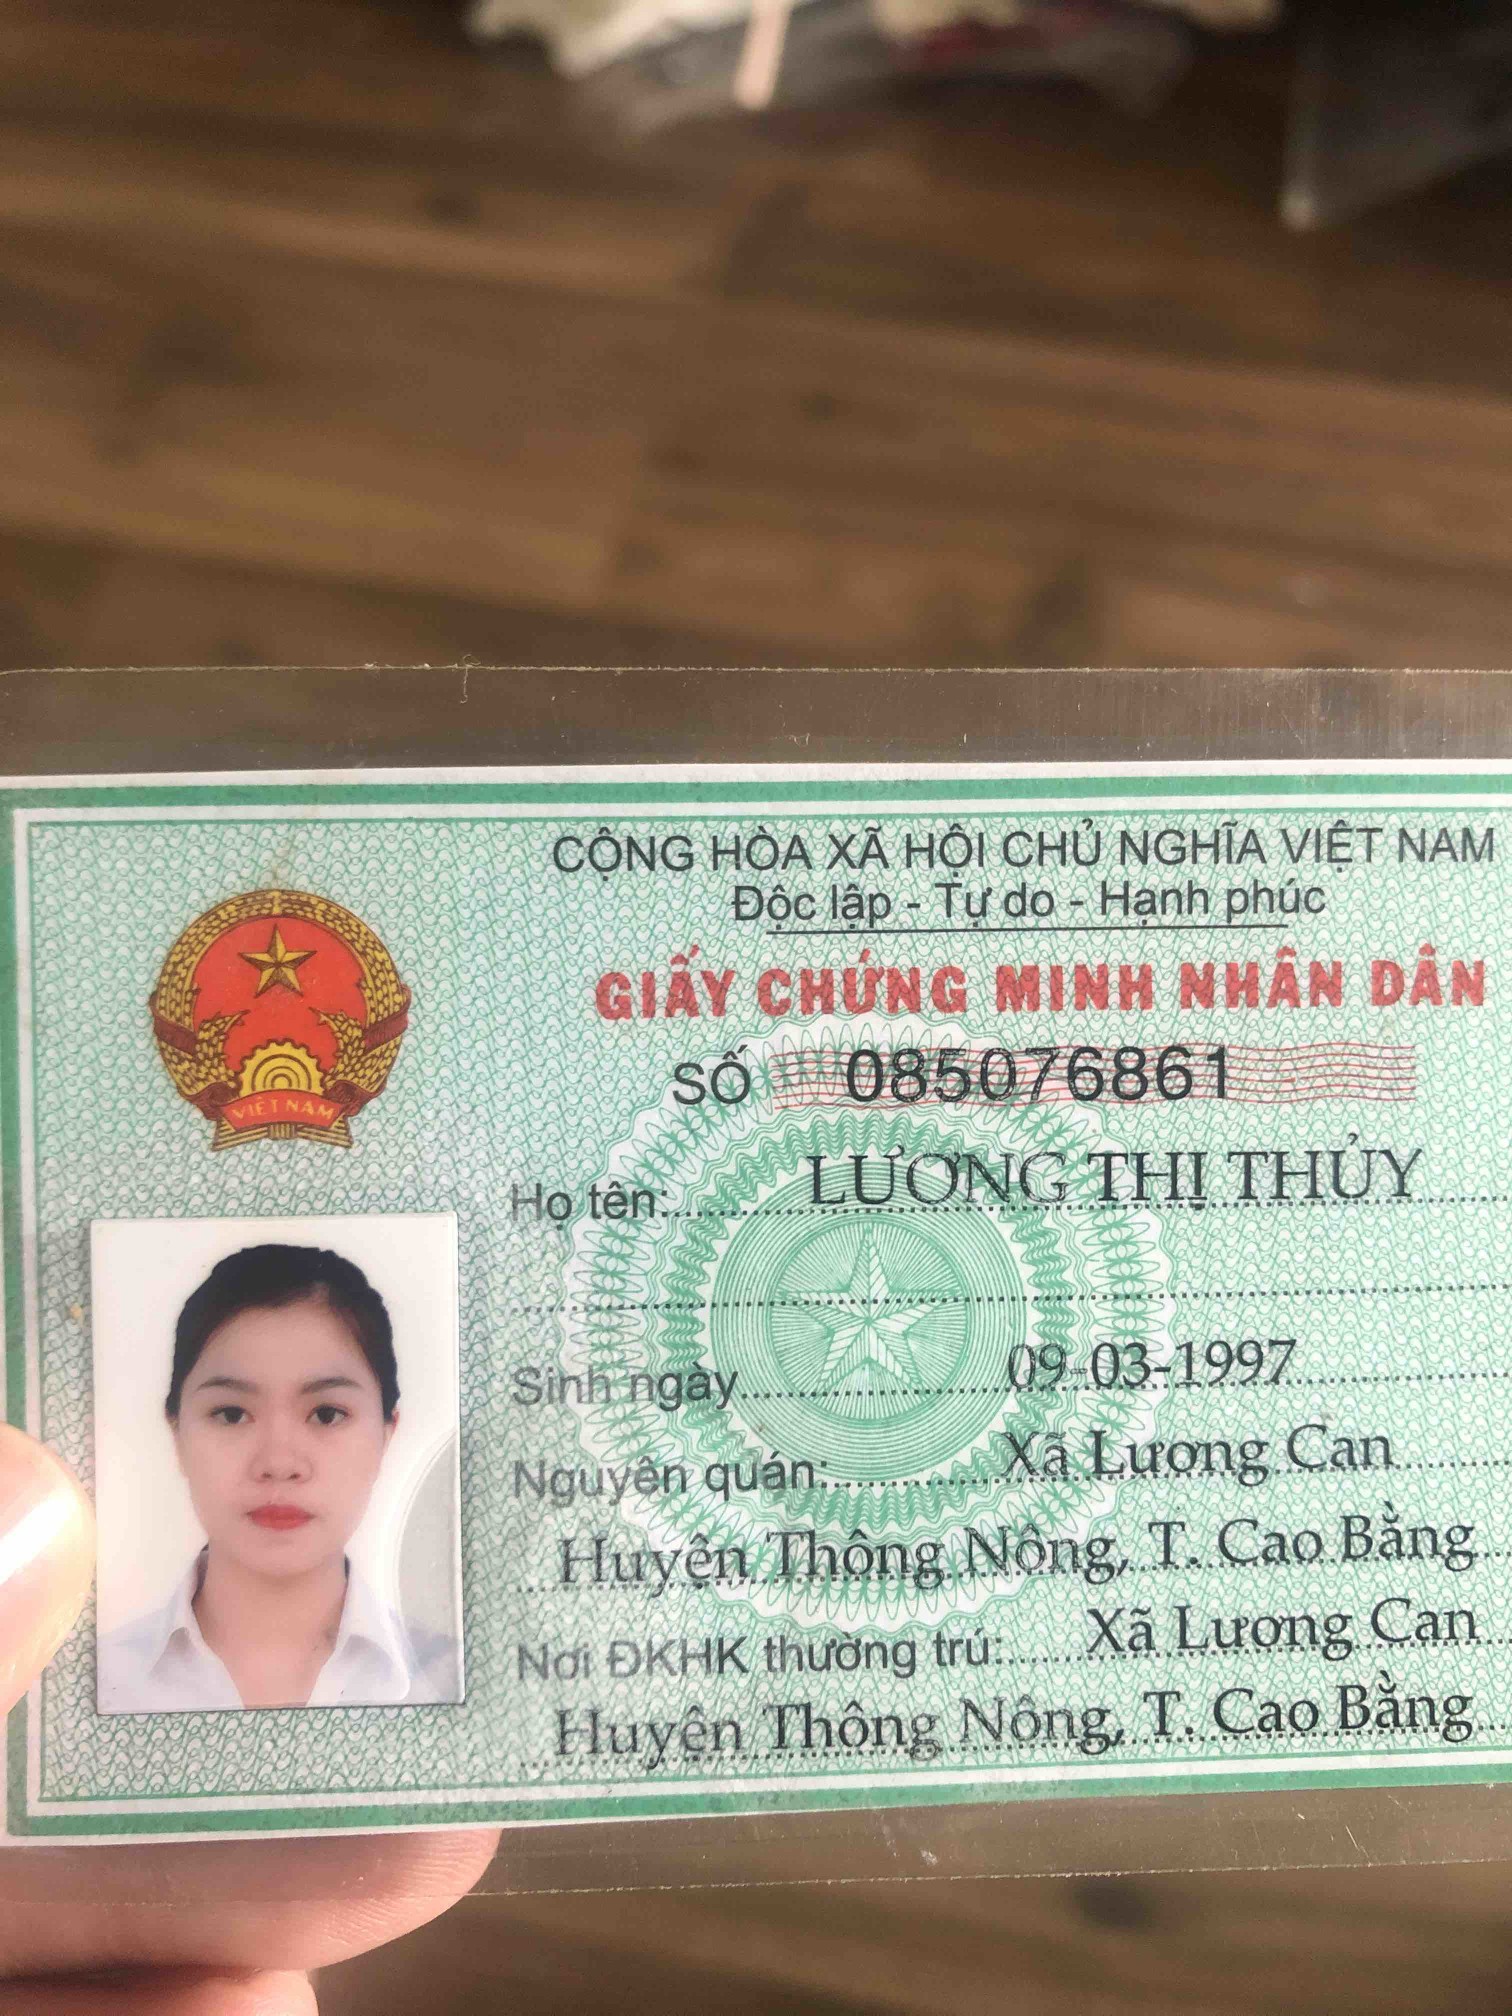 CỘNG HÒA XÃ HỘI CHỦ NGHĨA VIỆT NAM
Độc lập - Tự do - Hạnh phúc
GIẤY CHỨNG MINH NHÂN DÂN
SỐ 085076861
VIỆT NAM
Họ tên: LƯƠNG THỊ THỦY
Sinh ngày 09-03-1997
Nguyên quán: Xã Lương Can
Huyện Thông Nông, T. Cao Bằng
Nơi ĐKHK thường trú: Xã Lương Can
Huyện Thông Nông, T. Cao Bằng